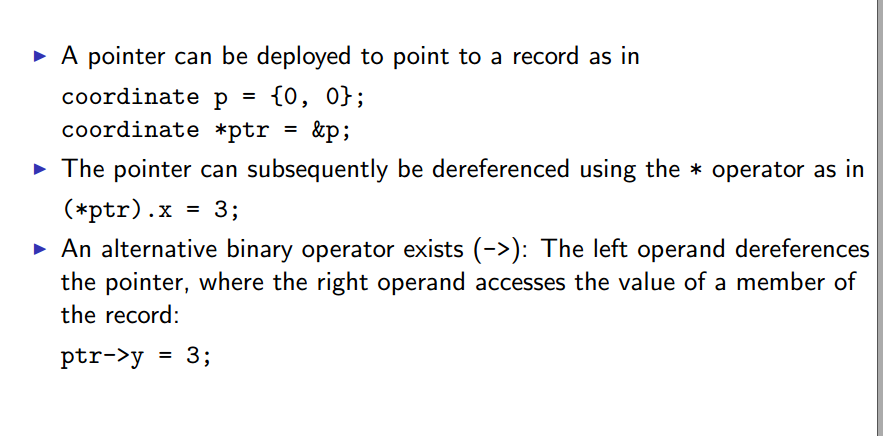 ▶ A pointer can be deployed to point to a record as in
coordinate p = {0, 0};
coordinate *ptr = &p;
▶ The pointer can subsequently be dereferenced using the * operator as in
(*ptr).x = 3;
▶ An alternative binary operator exists (->): The left operand dereferences
the pointer, where the right operand accesses the value of a member of
the record:
ptr->y = 3;